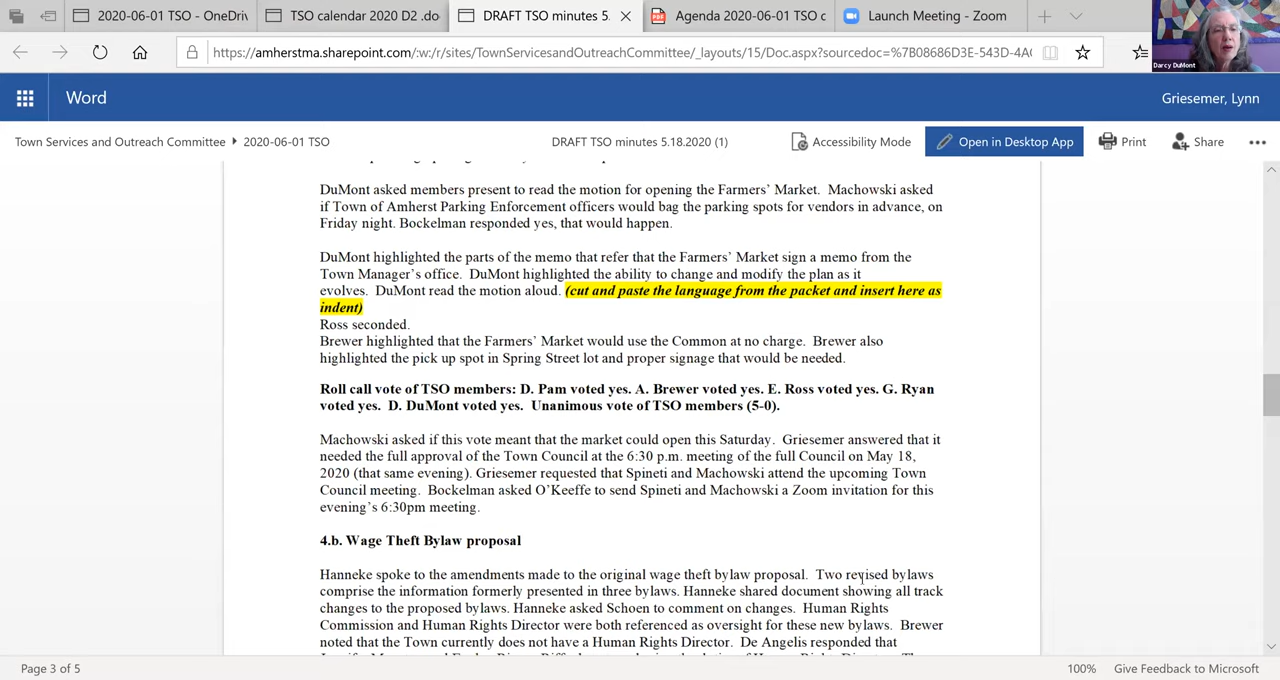 2020-06-01 TSO - OneDriv
TSO calendar 2020 D2 .do
DRAFT TSO minutes 5.
Agenda 2020-06-01 TSO c
Launch Meeting - Zoom
https://amherstma.sharepoint.com/:w:/r/sites/TownServicesandOutreachCommittee/_layouts/15/Doc.aspx?sourcedoc=%7B08686D3E-543D-4A
Darcy DuMont
Word
Griesemer, Lynn
Town Services and Outreach Committee 2020-06-01 TSO
DRAFT TSO minutes 5.18.2020 (1)
Accessibility Mode
Open in Desktop App
Print
Share
DuMont asked members present to read the motion for opening the Farmers' Market. Machowski asked
if Town of Amherst Parking Enforcement officers would bag the parking spots for vendors in advance, on
Friday night. Bockelman responded yes, that would happen.
DuMont highlighted the parts of the memo that refer that the Farmers' Market sign a memo from the
Town Manager's office. DuMont highlighted the ability to change and modify the plan as it
evolves. DuMont read the motion aloud. (cut and paste the language from the packet and insert here as
indent)
Ross seconded.
Brewer highlighted that the Farmers' Market would use the Common at no charge. Brewer also
highlighted the pick up spot in Spring Street lot and proper signage that would be needed.
Roll call vote of TSO members: D. Pam voted yes. A. Brewer voted yes. E. Ross voted yes. G. Ryan
voted yes. D. DuMont voted yes. Unanimous vote of TSO members (5-0).
Machowski asked if this vote meant that the market could open this Saturday. Griesemer answered that it
needed the full approval of the Town Council at the 6:30 p.m. meeting of the full Council on May 18,
2020 (that same evening). Griesemer requested that Spineti and Machowski attend the upcoming Town
Council meeting. Bockelman asked O'Keeffe to send Spineti and Machowski a Zoom invitation for this
evening's 6:30pm meeting.
4.b. Wage Theft Bylaw proposal
Hanneke spoke to the amendments made to the original wage theft bylaw proposal. Two revised bylaws
comprise the information formerly presented in three bylaws. Hanneke shared document showing all track
changes to the proposed bylaws. Hanneke asked Schoen to comment on changes. Human Rights
Commission and Human Rights Director were both referenced as oversight for these new bylaws. Brewer
noted that the Town currently does not have a Human Rights Director. De Angelis responded that
Page 3 of 5
100%
Give Feedback to Microsoft